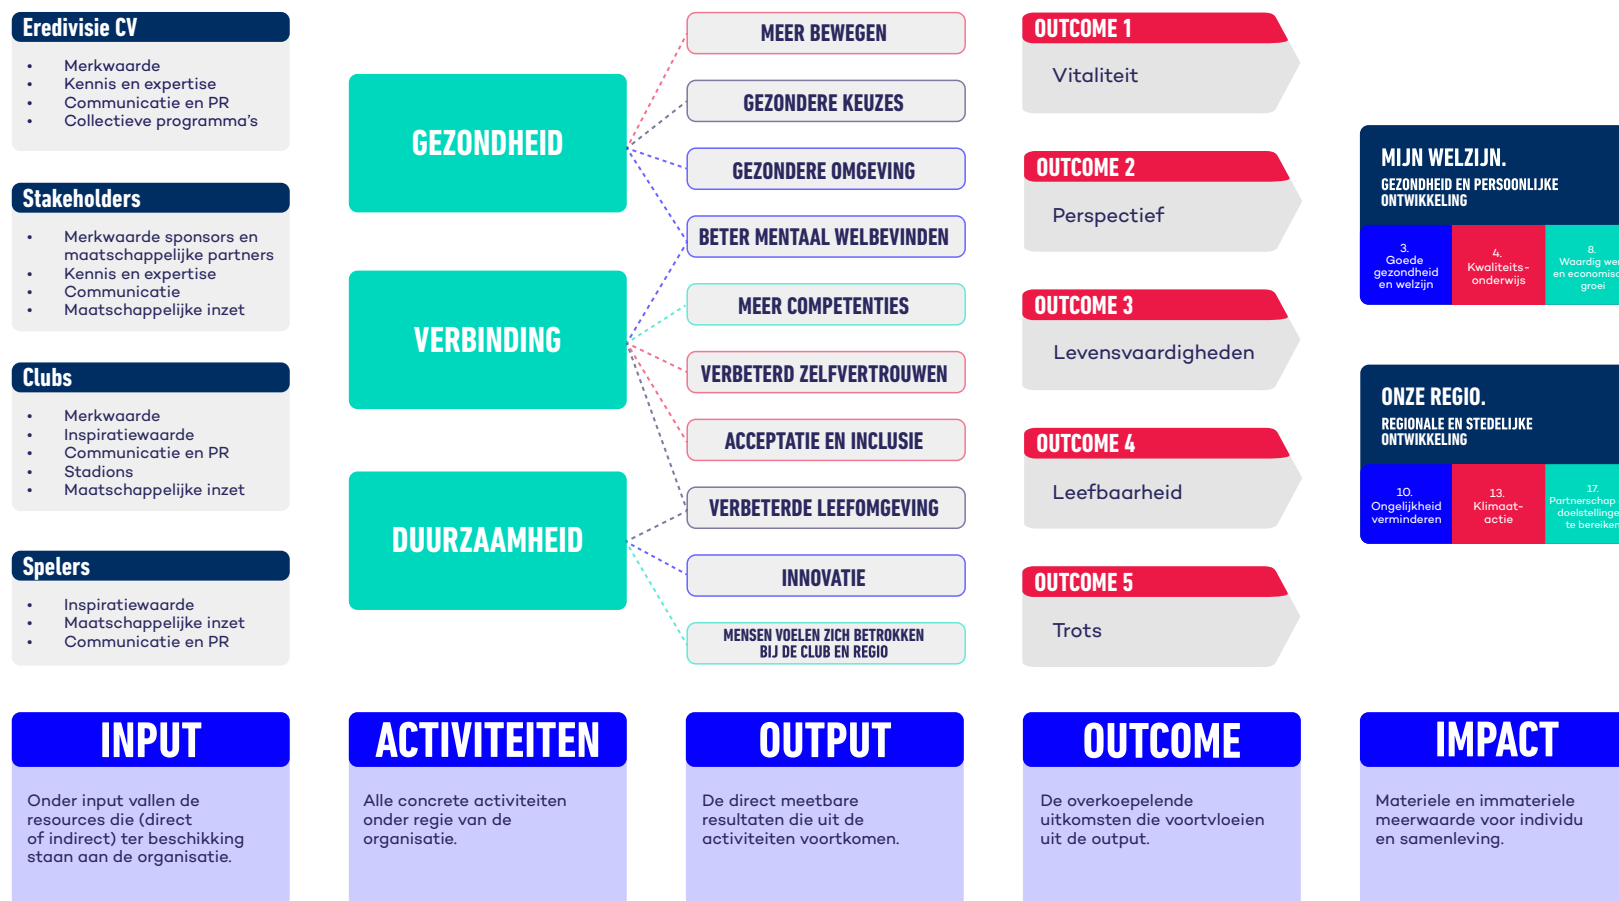 Eredivisie CV
• Merkwaarde
• Kennis en expertise
• Communicatie en PR
• Collectieve programma's
Stakeholders
• Merkwaarde sponsors en
maatschappelijke partners
• Kennis en expertise
• Communicatie
• Maatschappelijke inzet
Clubs
• Merkwaarde
• Inspiratiewaarde
• Communicatie en PR
• Stadions
• Maatschappelijke inzet
Spelers
• Inspiratiewaarde
• Maatschappelijke inzet
• Communicatie en PR
GEZONDHEID
VERBINDING
DUURZAAMHEID
MEER BEWEGEN
GEZONDERE KEUZES
GEZONDERE OMGEVING
BETER MENTAAL WELBEVINDEN
MEER COMPETENTIES
VERBETERD ZELFVERTROUWEN
ACCEPTATIE EN INCLUSIE
VERBETERDE LEEFOMGEVING
INNOVATIE
MENSEN VOELEN ZICH BETROKKEN
BIJ DE CLUB EN REGIO
OUTCOME 1
Vitaliteit
OUTCOME 2
Perspectief
OUTCOME 3
Levensvaardigheden
OUTCOME 4
Leefbaarheid
OUTCOME 5
Trots
MIJN WELZIJN.
GEZONDHEID EN PERSOONLIJKE
ONTWIKKELING
3.
Goede
gezondheid
en welzijn
4.
Kwaliteits-
onderwijs
8.
Waardig
en
groei
ONZE REGIO.
REGIONALE EN STEDELIJKE
ONTWIKKELING
10.
Ongelijkheid
verminderen
13.
Klimaat-
actie
17.
Partnerschap
te
INPUT
Onder input vallen de
resources die (direct
of indirect) ter beschikking
staan aan de organisatie.
ACTIVITEITEN
Alle concrete activiteiten
onder regie van de
organisatie.
OUTPUT
De direct meetbare
resultaten die uit de
activiteiten voortkomen.
OUTCOME
De overkoepelende
uitkomsten die voortvloeien
uit de output.
IMPACT
Materiele en immateriele
meerwaarde voor individu
en samenleving.